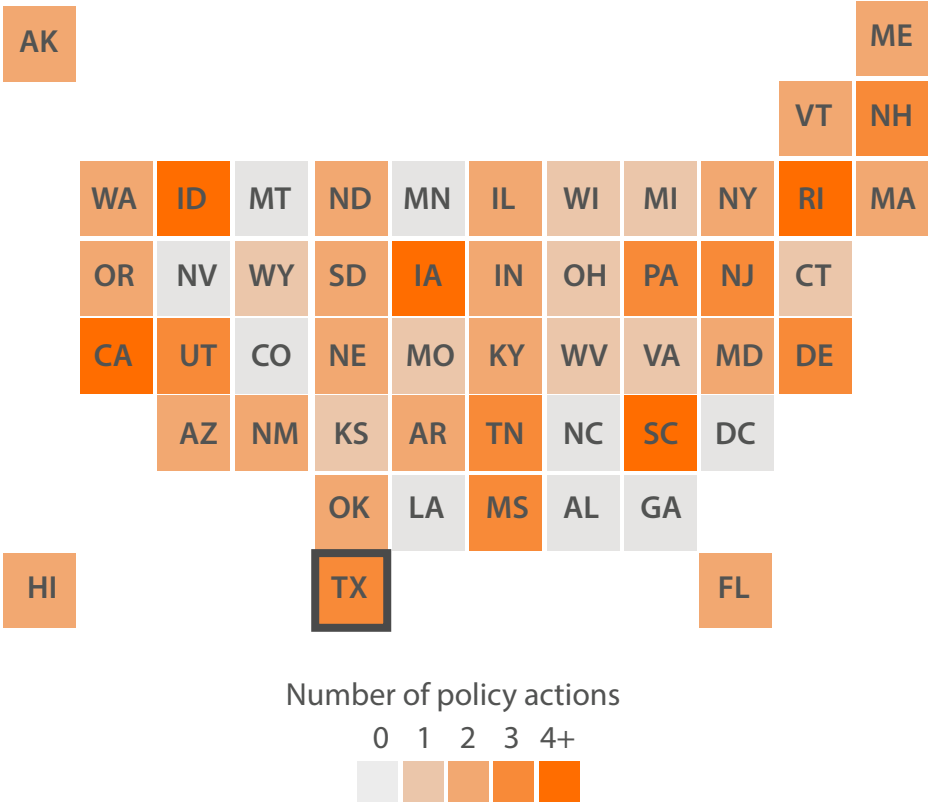 AK ME
VT NH
WA ID MT ND MN IL WI MI NY RI MA
OR NV WY SD IA IN OH PA NJ CT
CA UT CO NE MO KY WV VA MD DE
AZ NM KS AR TN NC SC DC
OK LA MS AL GA
HI TX FL
Number of policy actions
0 1 2 3 4+